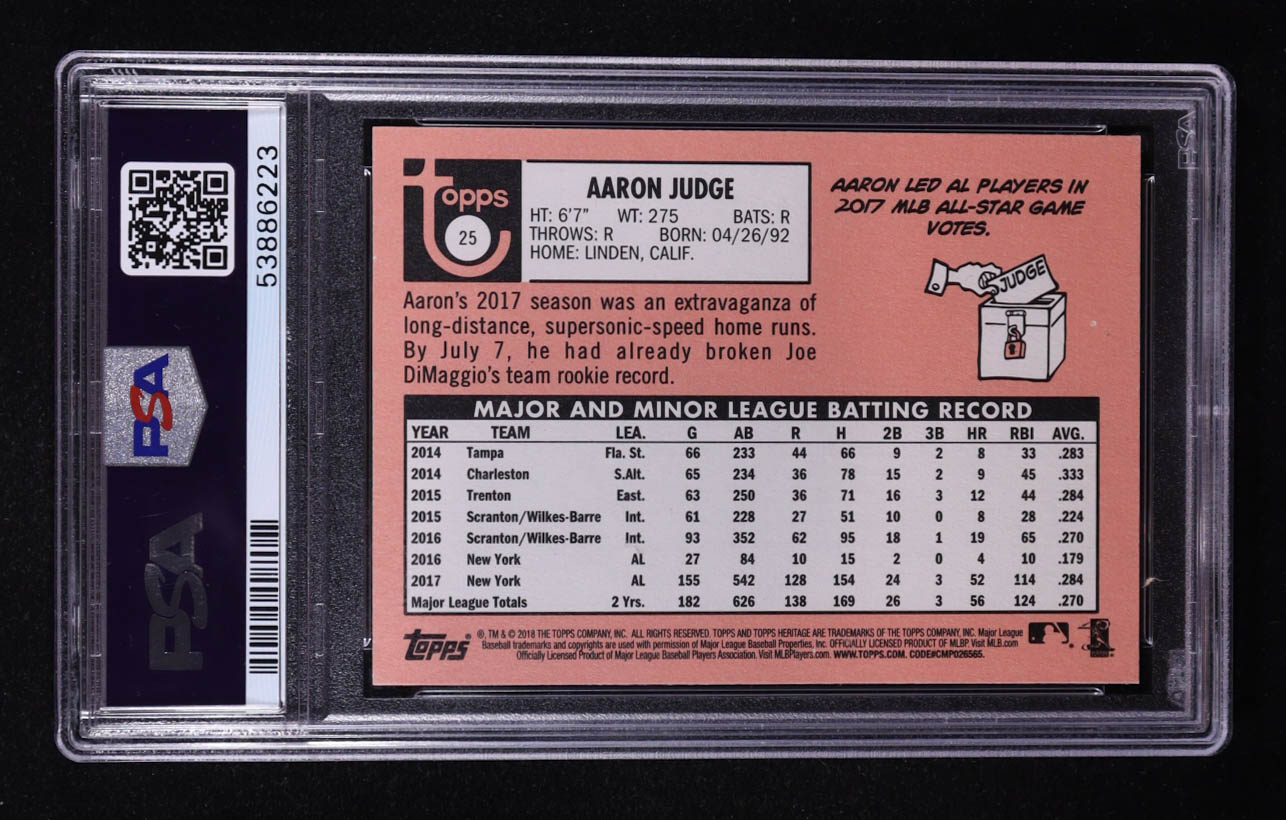 53886223
PSA
PSA
PSA
topps
25
AARON JUDGE
HT: 6'7" WT: 275 BATS: R
THROWS: R BORN: 04/26/92
HOME: LINDEN, CALIF.
AARON LED AL PLAYERS IN
2017 MLB ALL-STAR GAME
VOTES.
JUDGE
Aaron's 2017 season was an extravaganza of
long-distance, supersonic-speed home runs.
By July 7, he had already broken Joe
DiMaggio's team rookie record.
MAJOR AND MINOR LEAGUE BATTING RECORD
YEAR TEAM LEA. G AB R H 2B 3B HR RBI AVG.
2014 Tampa Fla. St. 66 233 44 66 9 2 8 33 .283
2014 Charleston S.Alt. 65 234 36 78 15 2 9 45 .333
2015 Trenton East. 63 250 36 71 16 3 12 44 .284
2015 Scranton/Wilkes-Barre Int. 61 228 27 51 10 0 8 28 .224
2016 Scranton/Wilkes-Barre Int. 93 352 62 95 18 1 19 65 .270
2016 New York AL 27 84 10 15 2 0 4 10 .179
2017 New York AL 155 542 128 154 24 3 52 114 .284
Major League Totals 2 Yrs. 182 626 138 169 26 3 56 124 .270
TOPPS
®, TM & © 2018 THE TOPPS COMPANY, INC. ALL RIGHTS RESERVED. TOPPS AND TOPPS HERITAGE ARE TRADEMARKS OF THE TOPPS COMPANY, INC. Major League
Baseball trademarks and copyrights are used with permission of Major League Baseball Properties, Inc. OFFICIALLY LICENSED PRODUCT OF MLBP. Visit MLB.com
Officially Licensed Product of Major League Baseball Players Association. Visit MLBPlayers.com. WWW.TOPPS.COM. CODE#CMP026565.